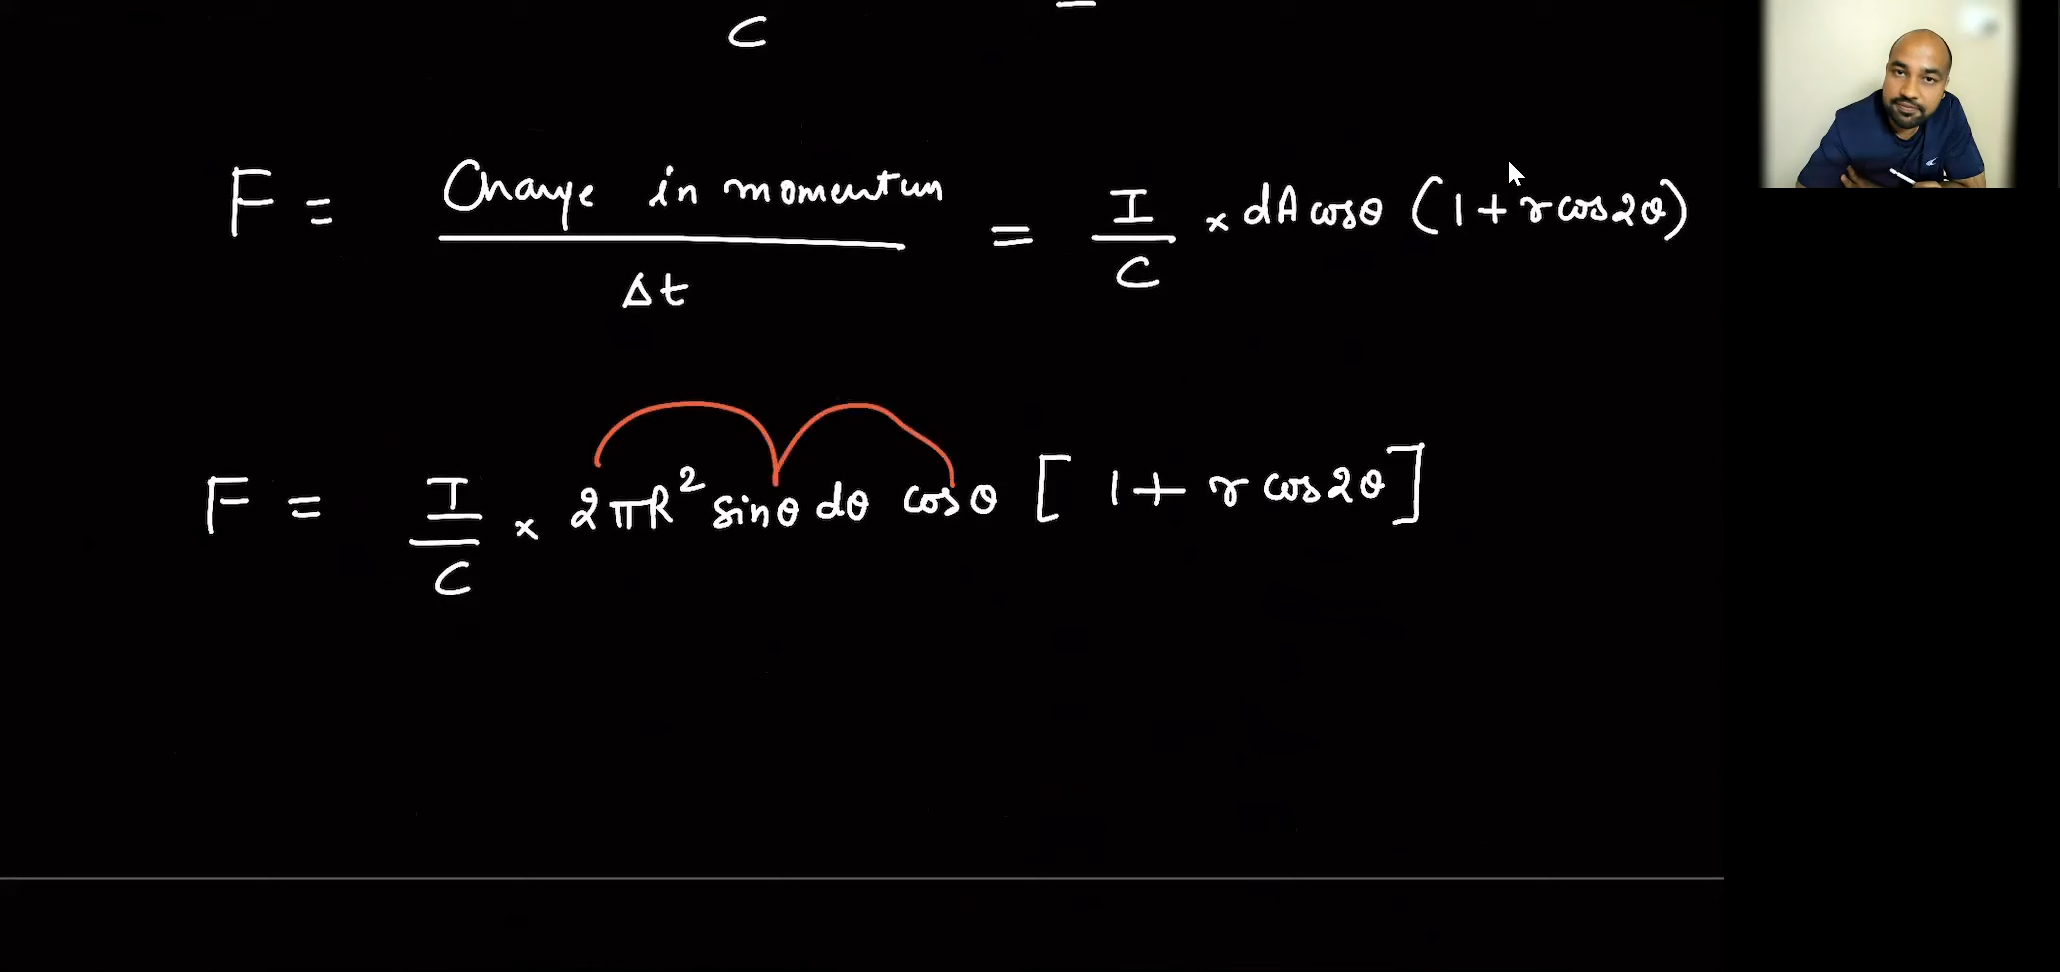 C
F = Change in momentum / Δt = I/C × dA cosθ (1 + r cos2θ)
F = I/C × 2πR² sinθ dθ cosθ [ 1 + r cos2θ ]